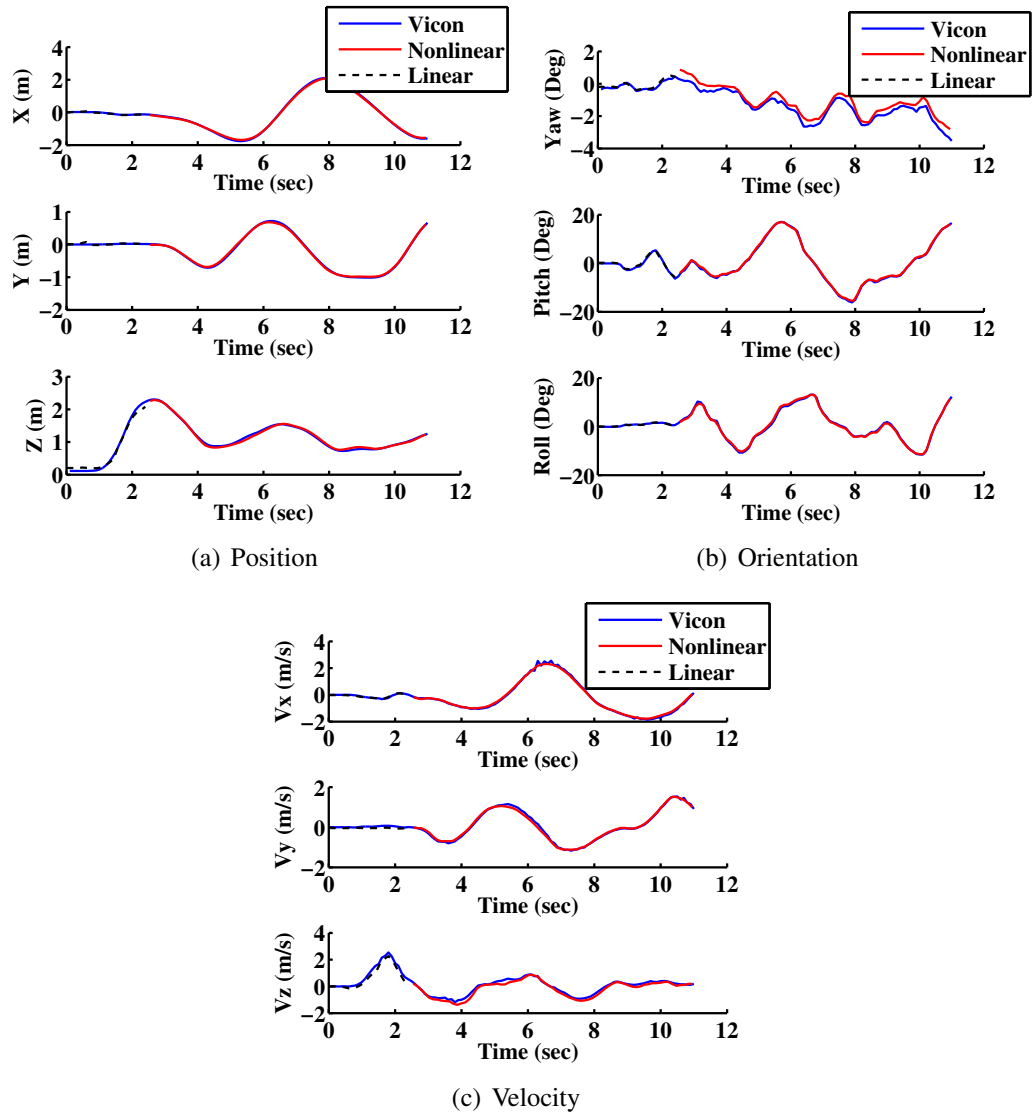 Vicon
Nonlinear
Linear
X (m)
4
2
0
−2
0 2 4 6 8 10 12
Time (sec)
Y (m)
1
0
−1
−2
0 2 4 6 8 10 12
Time (sec)
Z (m)
3
2
1
0
0 2 4 6 8 10 12
Time (sec)
(a) Position
Vicon
Nonlinear
Linear
Yaw (Deg)
2
0
−2
−4
0 2 4 6 8 10 12
Time (sec)
Pitch (Deg)
20
0
−20
0 2 4 6 8 10 12
Time (sec)
Roll (Deg)
20
0
−20
0 2 4 6 8 10 12
Time (sec)
(b) Orientation
Vicon
Nonlinear
Linear
Vx (m/s)
4
2
0
−2
0 2 4 6 8 10 12
Time (sec)
Vy (m/s)
2
0
−2
0 2 4 6 8 10 12
Time (sec)
Vz (m/s)
4
2
0
−2
0 2 4 6 8 10 12
Time (sec)
(c) Velocity